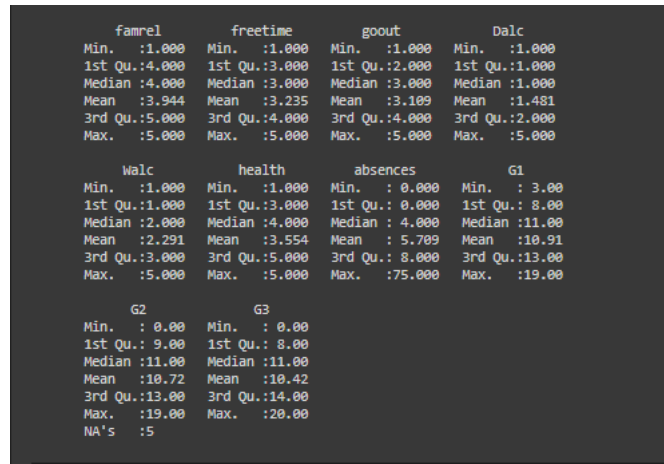 famrel freetime goout Dalc
Min. :1.000 Min. :1.000 Min. :1.000 Min. :1.000
1st Qu.:4.000 1st Qu.:3.000 1st Qu.:2.000 1st Qu.:1.000
Median :4.000 Median :3.000 Median :3.000 Median :1.000
Mean :3.944 Mean :3.235 Mean :3.109 Mean :1.481
3rd Qu.:5.000 3rd Qu.:4.000 3rd Qu.:4.000 3rd Qu.:2.000
Max. :5.000 Max. :5.000 Max. :5.000 Max. :5.000
Walc health absences G1
Min. :1.000 Min. :1.000 Min. : 0.000 Min. : 3.00
1st Qu.:1.000 1st Qu.:3.000 1st Qu.: 0.000 1st Qu.: 8.00
Median :2.000 Median :4.000 Median : 4.000 Median :11.00
Mean :2.291 Mean :3.554 Mean : 5.709 Mean :10.91
3rd Qu.:3.000 3rd Qu.:5.000 3rd Qu.: 8.000 3rd Qu.:13.00
Max. :5.000 Max. :5.000 Max. :75.000 Max. :19.00
G2 G3
Min. : 0.00 Min. : 0.00
1st Qu.: 9.00 1st Qu.: 8.00
Median :11.00 Median :11.00
Mean :10.72 Mean :10.42
3rd Qu.:13.00 3rd Qu.:14.00
Max. :19.00 Max. :20.00
NA's :5